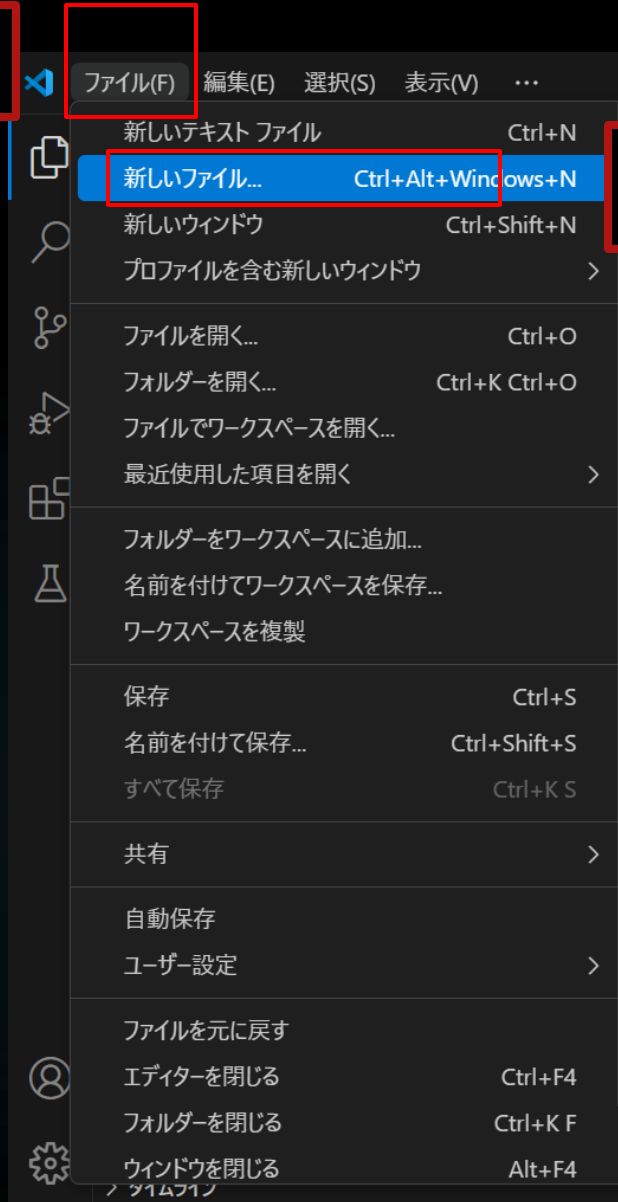 ファイル(F) 編集(E) 選択(S) 表示(V) ···
新しいテキスト ファイル Ctrl+N
新しいファイル... Ctrl+Alt+Windows+N
新しいウィンドウ Ctrl+Shift+N
プロファイルを含む新しいウィンドウ
ファイルを開く... Ctrl+O
フォルダーを開く... Ctrl+K Ctrl+O
ファイルでワークスペースを開く...
最近使用した項目を開く
フォルダーをワークスペースに追加...
名前を付けてワークスペースを保存...
ワークスペースを複製
保存 Ctrl+S
名前を付けて保存... Ctrl+Shift+S
すべて保存 Ctrl+K S
共有
自動保存
ユーザー設定
ファイルを元に戻す
エディターを閉じる Ctrl+F4
フォルダーを閉じる Ctrl+K F
ウィンドウを閉じる Alt+F4
タイムライン